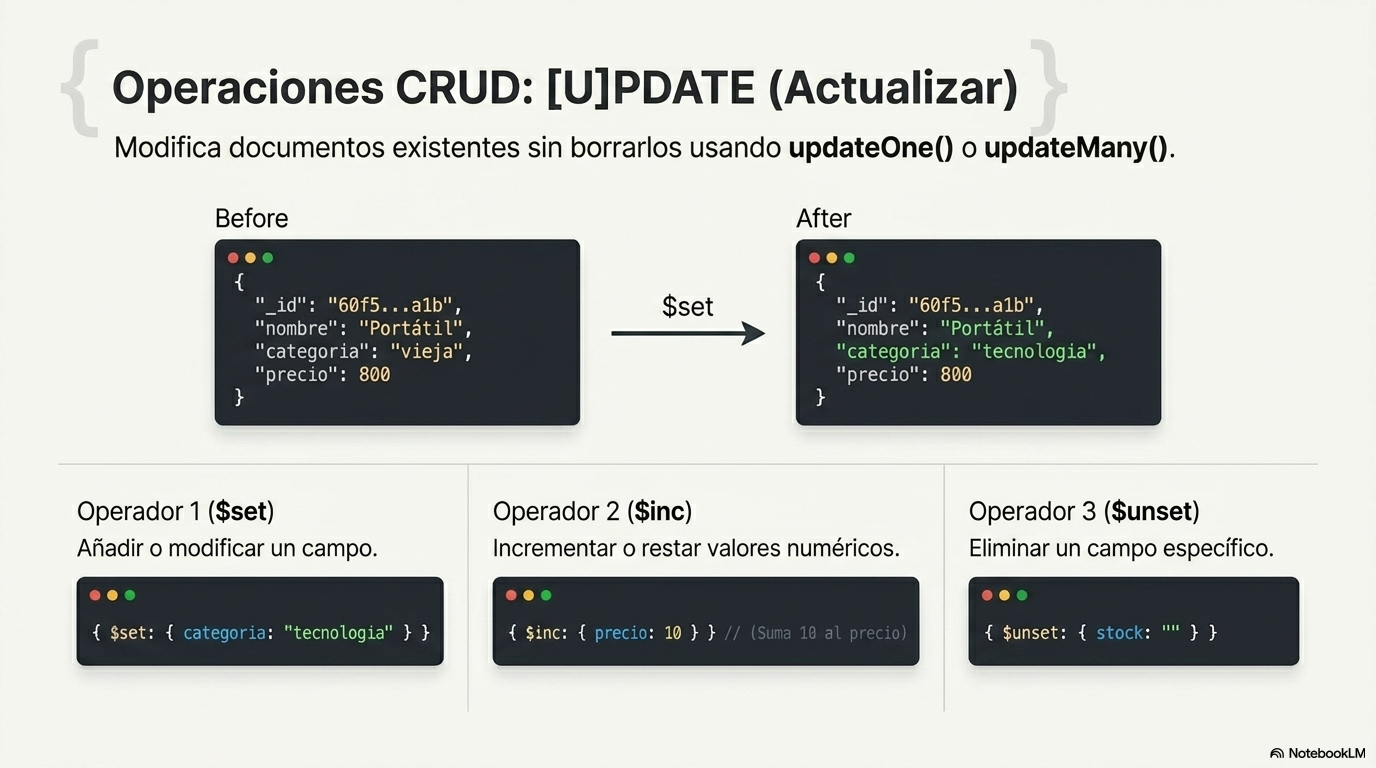 { Operaciones CRUD: [U]PDATE (Actualizar) }
Modifica documentos existentes sin borrarlos usando updateOne() o updateMany().
Before
{
"_id": "60f5...a1b",
"nombre": "Portátil",
"categoria": "vieja",
"precio": 800
}
$set
After
{
"_id": "60f5...a1b",
"nombre": "Portátil",
"categoria": "tecnologia",
"precio": 800
}
Operador 1 ($set)
Añadir o modificar un campo.
{ $set: { categoria: "tecnologia" } }
Operador 2 ($inc)
Incrementar o restar valores numéricos.
{ $inc: { precio: 10 } } // (Suma 10 al precio)
Operador 3 ($unset)
Eliminar un campo específico.
{ $unset: { stock: "" } }
NotebookLM